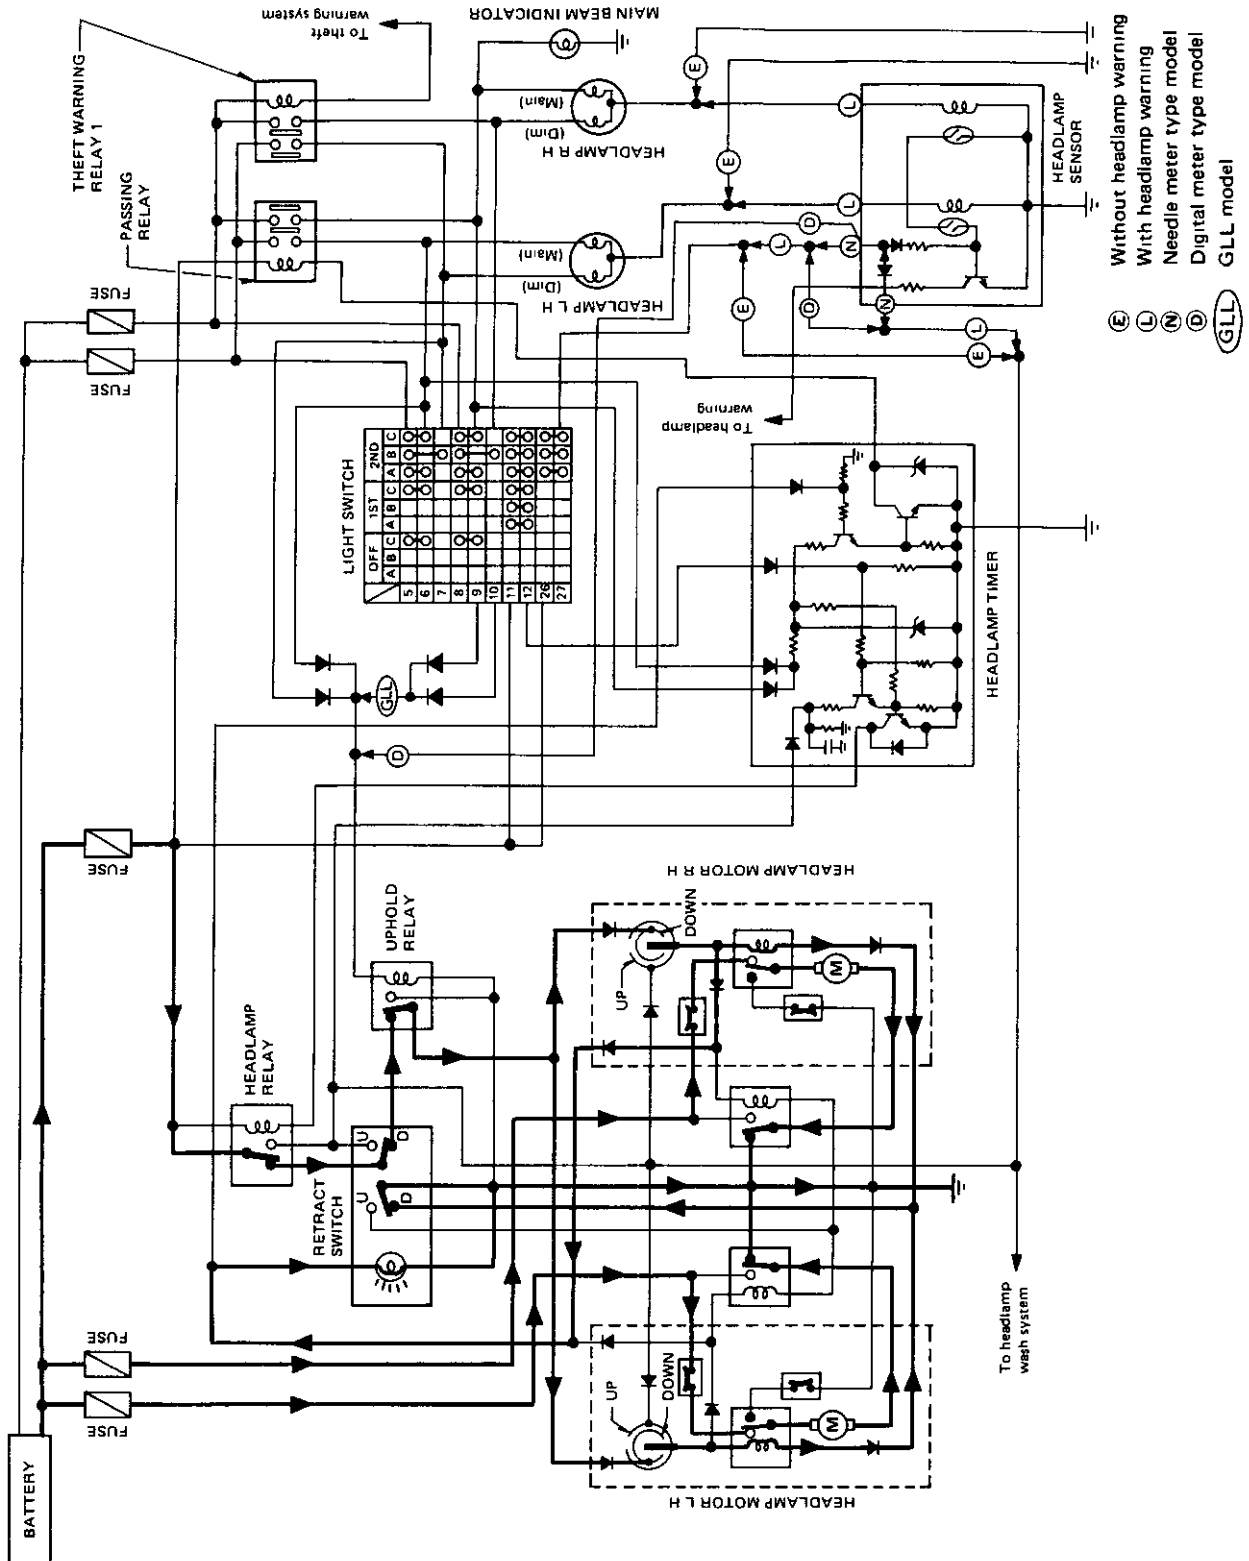 BATTERY
FUSE
FUSE
FUSE
FUSE
FUSE
THEFT WARNING
RELAY 1
PASSING
RELAY
To theft
warning system
MAIN BEAM INDICATOR
(Main)
(Dim)
HEADLAMP R H
(Main)
(Dim)
HEADLAMP L H
HEADLAMP
RELAY
RETRACT
SWITCH
U
D
U
D
UPHOLD
RELAY
LIGHT SWITCH
OFF
1ST
2ND
A
B
C
A
B
C
A
B
C
5
6
7
8
9
10
11
12
26
27
GLL
D
E
E
L
L
D
L
N
E
D
N
L
E
To headlamp
warning
HEADLAMP
SENSOR
HEADLAMP TIMER
HEADLAMP MOTOR R H
UP
DOWN
M
HEADLAMP MOTOR L H
UP
DOWN
M
To headlamp
wash system
E Without headlamp warning
L With headlamp warning
N Needle meter type model
D Digital meter type model
GLL GLL model